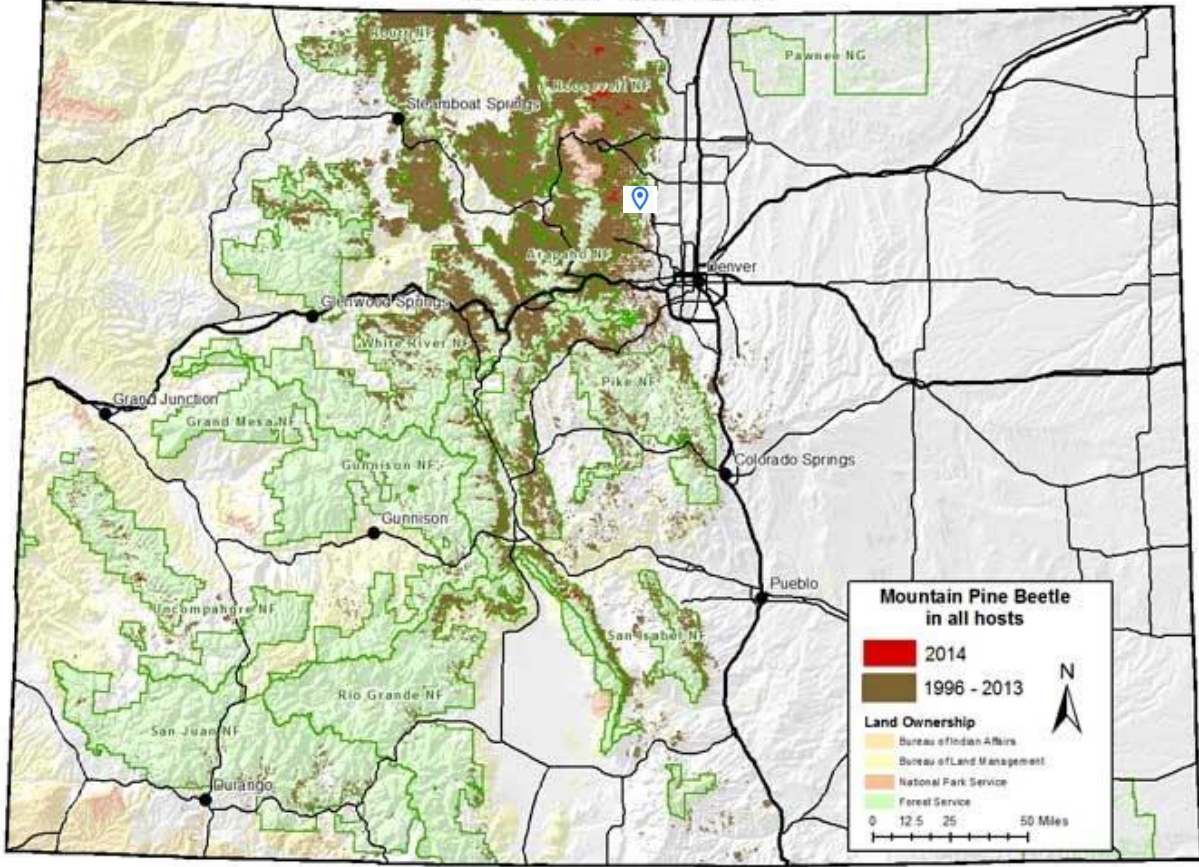 Routt NF
Pawnee NG
Roosevelt NF
Steamboat Springs
Arapaho NF
Denver
Glenwood Springs
White River NF
Pike NF
Grand Junction
Grand Mesa NF
Gunnison NF
Colorado Springs
Gunnison
Pueblo
Uncompahgre NF
San Isabel NF
Rio Grande NF
San Juan NF
Durango
Mountain Pine Beetle
in all hosts
2014
1996 - 2013
N
Land Ownership
Bureau of Indian Affairs
Bureau of Land Management
National Park Service
Forest Service
0 12.5 25 50 Miles